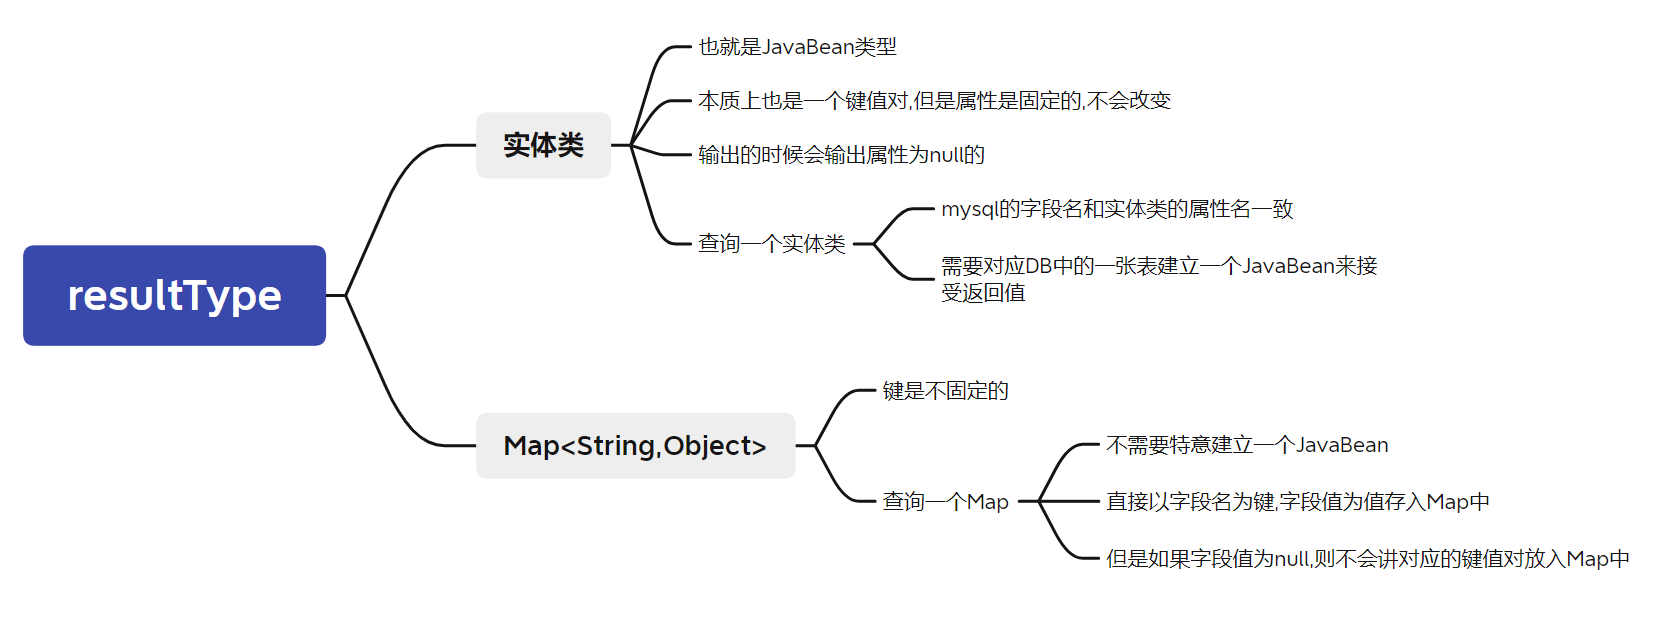 resultType
实体类
也就是JavaBean类型
本质上也是一个键值对,但是属性是固定的,不会改变
输出的时候会输出属性为null的
查询一个实体类
mysql的字段名和实体类的属性名一致
需要对应DB中的一张表建立一个JavaBean来接
受返回值
Map<String,Object>
键是不固定的
查询一个Map
不需要特意建立一个JavaBean
直接以字段名为键,字段值为值存入Map中
但是如果字段值为null,则不会讲对应的键值对放入Map中